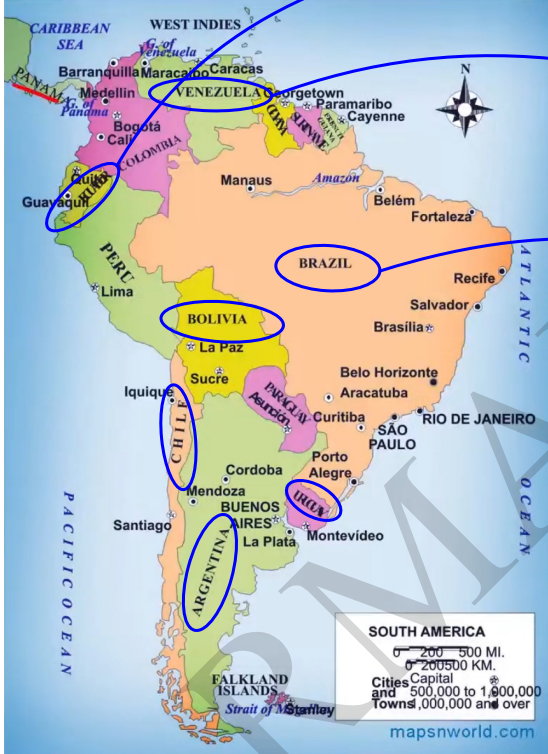 CARIBBEAN
SEA
WEST INDIES
G. of
Venezuela
Barranquilla
Maracaibo
Caracas
PANAMA
G. of
Panama
Medellin
VENEZUELA
Georgetown
Paramaribo
Cayenne
GUYANA
SURINAME
FRENCH
GUIANA
N
Bogotá
Cali
COLOMBIA
Quito
ECUADOR
Guayaquil
Manaus
Amazon
Belém
Fortaleza
PERU
Lima
BRAZIL
Recife
Salvador
Brasília
ATLANTIC
OCEAN
BOLIVIA
La Paz
Sucre
Belo Horizonte
Aracatuba
PARAGUAY
Asunción
Curitiba
RIO DE JANEIRO
SÃO
PAULO
Iquique
CHILE
Porto
Alegre
Cordoba
Mendoza
BUENOS
AIRES
Santiago
La Plata
Montevídeo
ARGENTINA
PACIFIC OCEAN
FALKLAND
ISLANDS
Stanley
Strait of
SOUTH AMERICA
0 200 500 MI.
0 200500 KM.
Cities
and
Towns
Capital
500,000 to 1,000,000
1,000,000 and over
mapsnworld.com